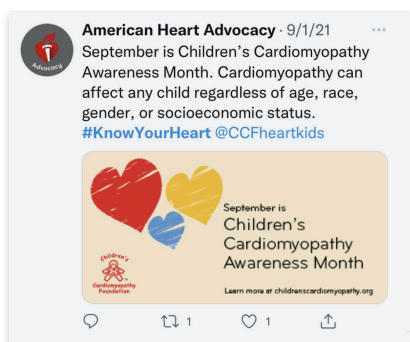 American Heart Advocacy · 9/1/21 ...
Advocacy
September is Children's Cardiomyopathy
Awareness Month. Cardiomyopathy can
affect any child regardless of age, race,
gender, or socioeconomic status.
#KnowYourHeart @CCFheartkids
September is
Children's
Cardiomyopathy
Awareness Month
Children's
Cardiomyopathy
Foundation
Learn more at childrenscardiomyopathy.org
1
1